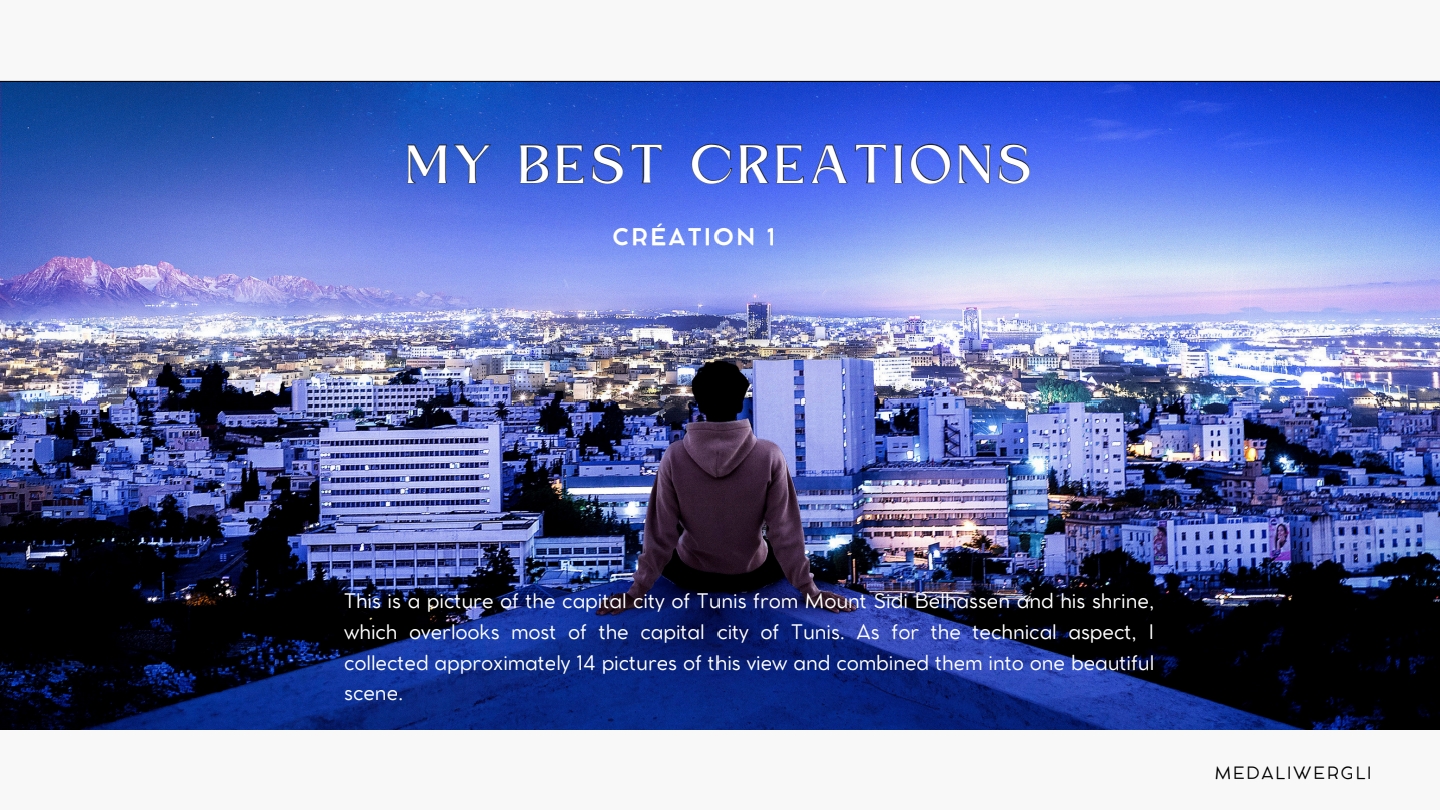 MY BEST CREATIONS
CRÉATION 1
This is a picture of the capital city of Tunis from Mount Sidi Belhassen and his shrine,
which overlooks most of the capital city of Tunis. As for the technical aspect, I
collected approximately 14 pictures of this view and combined them into one beautiful
scene.
MEDALIWERGLI